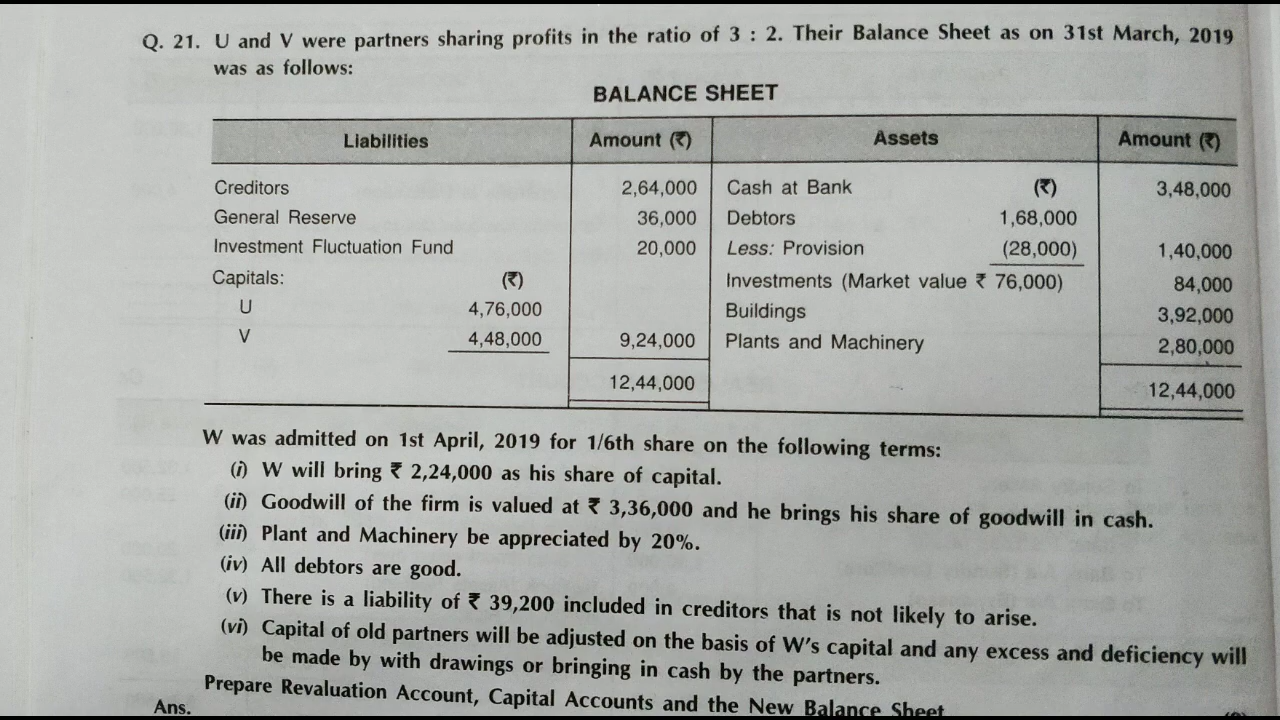 Q. 21. U and V were partners sharing profits in the ratio of 3 : 2. Their Balance Sheet as on 31st March, 2019
was as follows:
BALANCE SHEET
Liabilities Amount (₹) Assets Amount (₹)
Creditors 2,64,000 Cash at Bank (₹) 3,48,000
General Reserve 36,000 Debtors 1,68,000
Investment Fluctuation Fund 20,000 Less: Provision (28,000) 1,40,000
Capitals: (₹) Investments (Market value ₹ 76,000) 84,000
U 4,76,000 Buildings 3,92,000
V 4,48,000 9,24,000 Plants and Machinery 2,80,000
12,44,000 12,44,000
W was admitted on 1st April, 2019 for 1/6th share on the following terms:
(i) W will bring ₹ 2,24,000 as his share of capital.
(ii) Goodwill of the firm is valued at ₹ 3,36,000 and he brings his share of goodwill in cash.
(iii) Plant and Machinery be appreciated by 20%.
(iv) All debtors are good.
(v) There is a liability of ₹ 39,200 included in creditors that is not likely to arise.
(vi) Capital of old partners will be adjusted on the basis of W's capital and any excess and deficiency will
be made by with drawings or bringing in cash by the partners.
Prepare Revaluation Account, Capital Accounts and the New Balance Sheet
Ans.